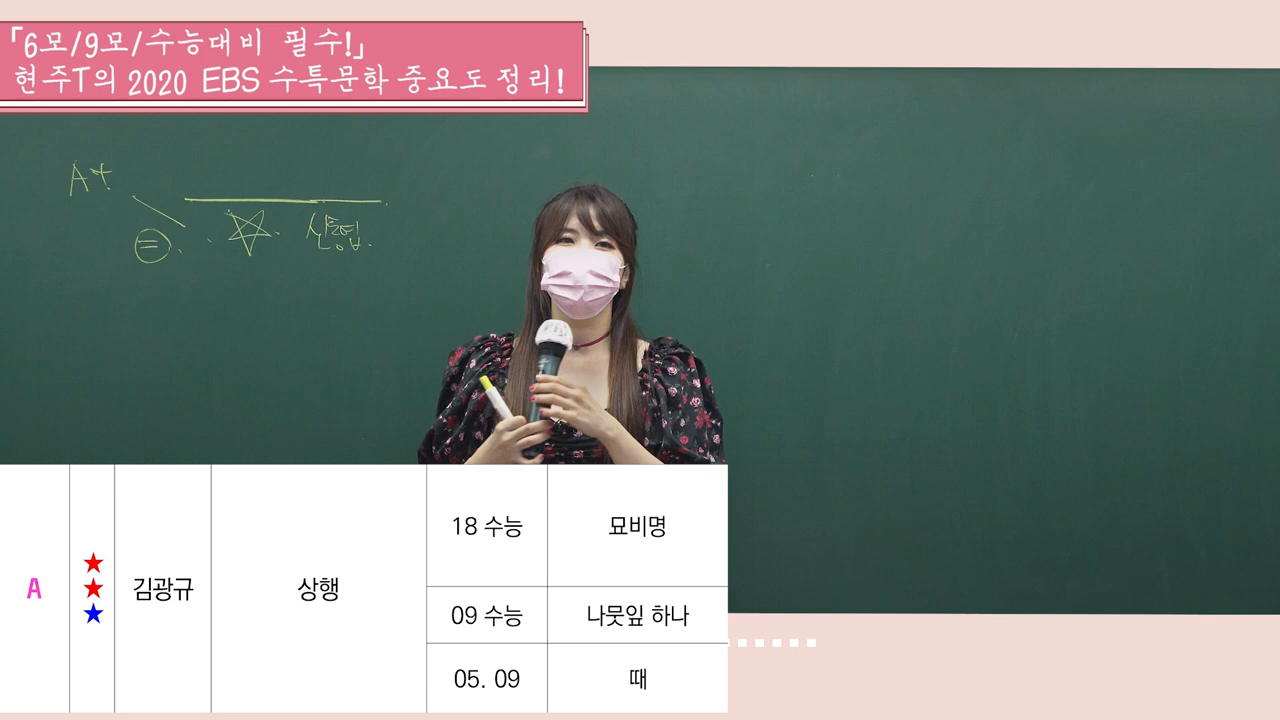 「6모/9모/수능대비 필수!」
현주T의 2020 EBS 수특문학 중요도 정리!
A+
A
★
★
★
김광규
상행
18 수능
묘비명
09 수능
나뭇잎 하나
05. 09
때